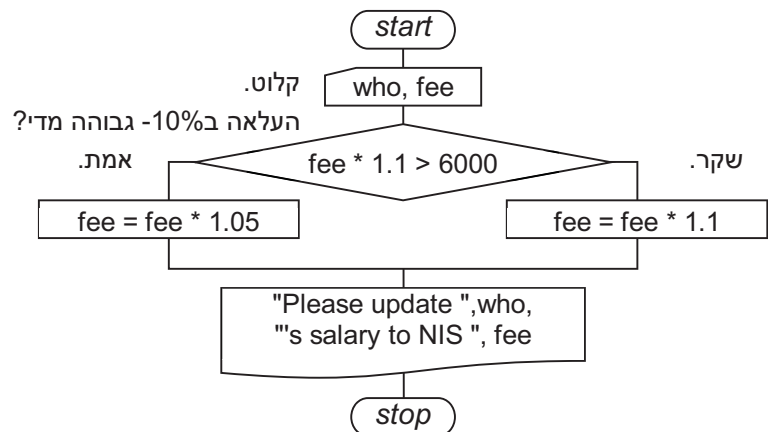 start
קלוט.
who, fee
העלאה ב10%- גבוהה מדי?
אמת.
fee * 1.1 > 6000
שקר.
fee = fee * 1.05
fee = fee * 1.1
"Please update ",who,
"'s salary to NIS ", fee
stop